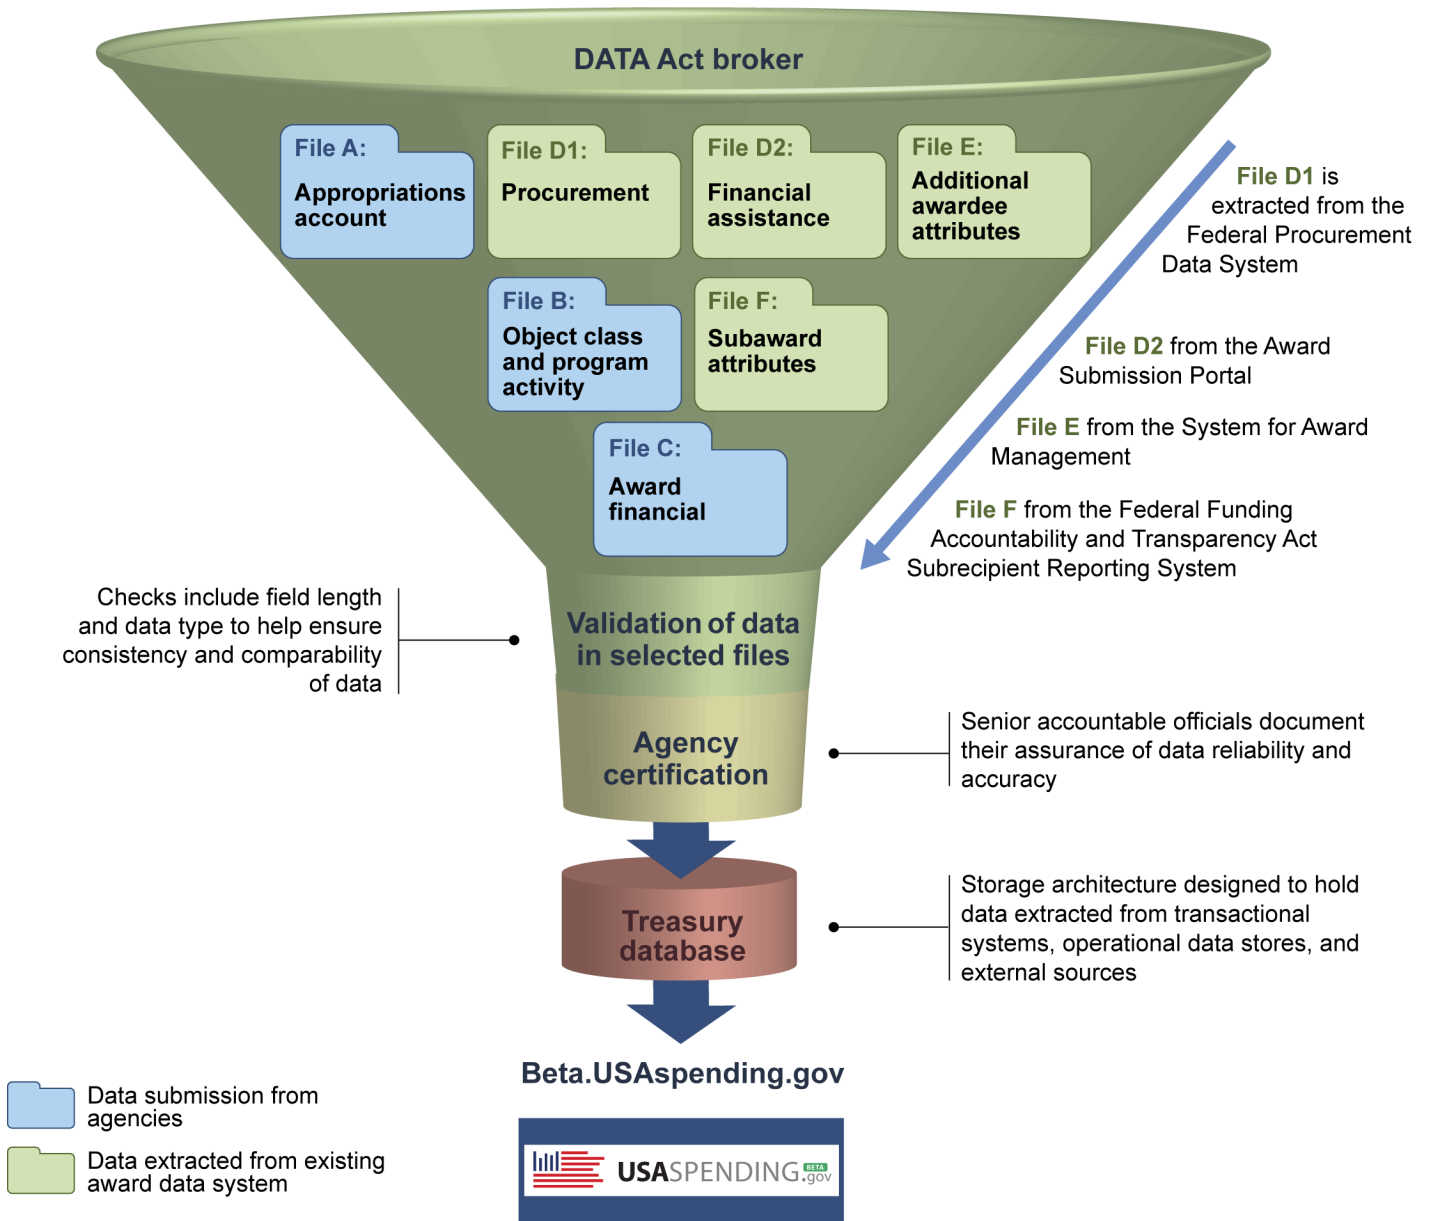 DATA Act broker
File A:
Appropriations
account
File D1:
Procurement
File D2:
Financial
assistance
File E:
Additional
awardee
attributes
File B:
Object class
and program
activity
File F:
Subaward
attributes
File C:
Award
financial
File D1 is
extracted from the
Federal Procurement
Data System
File D2 from the Award
Submission Portal
File E from the System for Award
Management
File F from the Federal Funding
Accountability and Transparency Act
Subrecipient Reporting System
Checks include field length
and data type to help ensure
consistency and comparability
of data
Validation of data
in selected files
Agency
certification
Senior accountable officials document
their assurance of data reliability and
accuracy
Treasury
database
Storage architecture designed to hold
data extracted from transactional
systems, operational data stores, and
external sources
Beta.USAspending.gov
USASPENDING.gov
BETA
Data submission from
agencies
Data extracted from existing
award data system